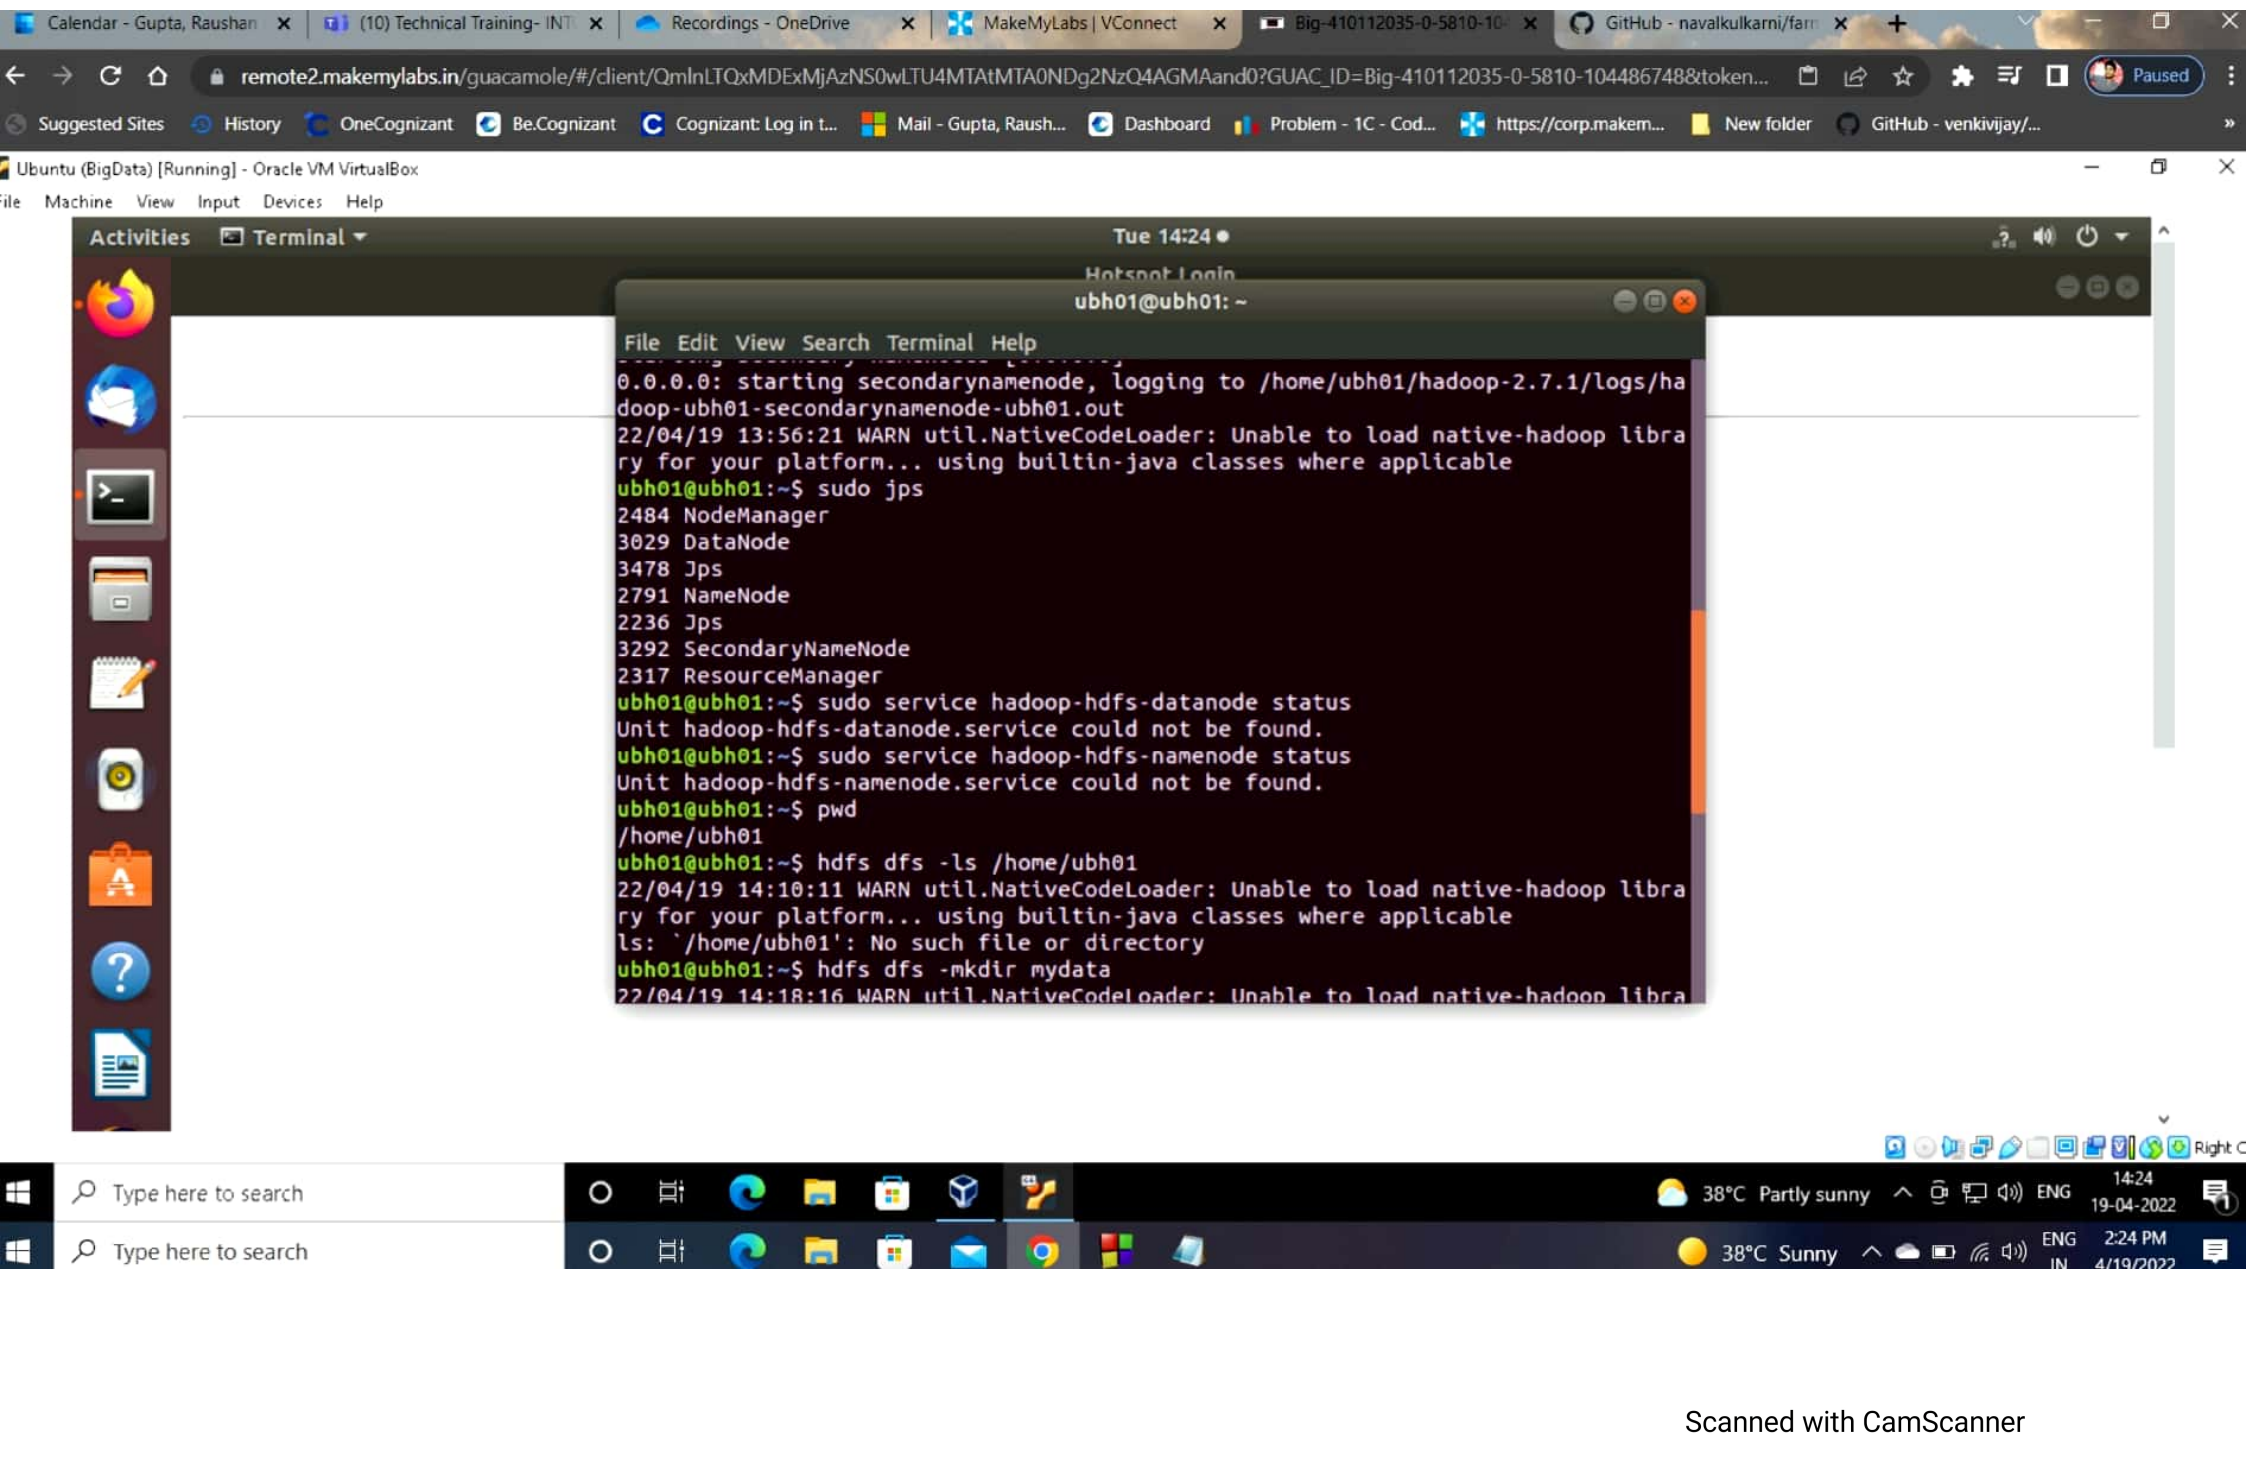 Calendar - Gupta, Raushan
(10) Technical Training- INT
Recordings - OneDrive
MakeMyLabs | VConnect
Big-410112035-0-5810-10
GitHub - navalkulkarni/farm
remote2.makemylabs.in/guacamole/#/client/QmlnLTQxMDExMjAzNS0wLTU4MTAtMTA0NDg2NzQ4AGMAand0?GUAC_ID=Big-410112035-0-5810-104486748&token...
Paused
Suggested Sites
History
OneCognizant
Be.Cognizant
Cognizant: Log in t...
Mail - Gupta, Raush...
Dashboard
Problem - 1C - Cod...
https://corp.makem...
New folder
GitHub - venkivijay/...
»
Ubuntu (BigData) [Running] - Oracle VM VirtualBox
File Machine View Input Devices Help
Activities
Terminal
Tue 14:24
Hotspot Login
ubh01@ubh01: ~
File Edit View Search Terminal Help
0.0.0.0: starting secondarynamenode, logging to /home/ubh01/hadoop-2.7.1/logs/ha
doop-ubh01-secondarynamenode-ubh01.out
22/04/19 13:56:21 WARN util.NativeCodeLoader: Unable to load native-hadoop libra
ry for your platform... using builtin-java classes where applicable
ubh01@ubh01:~$ sudo jps
2484 NodeManager
3029 DataNode
3478 Jps
2791 NameNode
2236 Jps
3292 SecondaryNameNode
2317 ResourceManager
ubh01@ubh01:~$ sudo service hadoop-hdfs-datanode status
Unit hadoop-hdfs-datanode.service could not be found.
ubh01@ubh01:~$ sudo service hadoop-hdfs-namenode status
Unit hadoop-hdfs-namenode.service could not be found.
ubh01@ubh01:~$ pwd
/home/ubh01
ubh01@ubh01:~$ hdfs dfs -ls /home/ubh01
22/04/19 14:10:11 WARN util.NativeCodeLoader: Unable to load native-hadoop libra
ry for your platform... using builtin-java classes where applicable
ls: `/home/ubh01': No such file or directory
ubh01@ubh01:~$ hdfs dfs -mkdir mydata
22/04/19 14:18:16 WARN util.NativeCodeLoader: Unable to load native-hadoop libra
Right C
Type here to search
38°C Partly sunny
ENG
14:24
19-04-2022
1
Type here to search
38°C Sunny
ENG
IN
2:24 PM
4/19/2022
Scanned with CamScanner